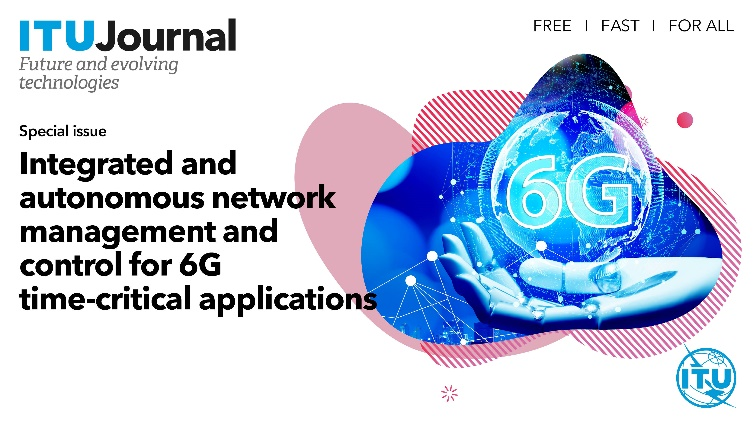 ITUJournal
Future and evolving
technologies
FREE I FAST I FOR ALL
Special issue
Integrated and
autonomous network
management and
control for 6G
time-critical applications
6G
ITU